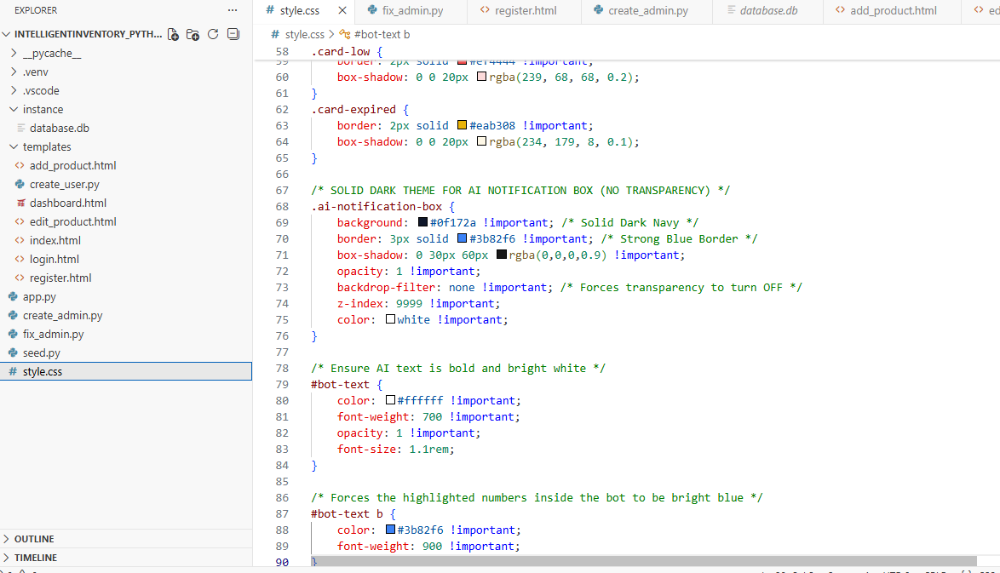 EXPLORER
INTELLIGENTINVENTORY_PYTH...
__pycache__
.venv
.vscode
instance
database.db
templates
add_product.html
create_user.py
dashboard.html
edit_product.html
index.html
login.html
register.html
app.py
create_admin.py
fix_admin.py
seed.py
# style.css
OUTLINE
TIMELINE
# style.css
fix_admin.py
register.html
create_admin.py
database.db
add_product.html
# style.css > #bot-text b
58 .card-low {
59 border: 2px solid #ef4444 !important;
60 box-shadow: 0 0 20px rgba(239, 68, 68, 0.2);
61 }
62 .card-expired {
63 border: 2px solid #eab308 !important;
64 box-shadow: 0 0 20px rgba(234, 179, 8, 0.1);
65 }
66
67 /* SOLID DARK THEME FOR AI NOTIFICATION BOX (NO TRANSPARENCY) */
68 .ai-notification-box {
69 background: #0f172a !important; /* Solid Dark Navy */
70 border: 3px solid #3b82f6 !important; /* Strong Blue Border */
71 box-shadow: 0 30px 60px rgba(0,0,0,0.9) !important;
72 opacity: 1 !important;
73 backdrop-filter: none !important; /* Forces transparency to turn OFF */
74 z-index: 9999 !important;
75 color: white !important;
76 }
77
78 /* Ensure AI text is bold and bright white */
79 #bot-text {
80 color: #ffffff !important;
81 font-weight: 700 !important;
82 opacity: 1 !important;
83 font-size: 1.1rem;
84 }
85
86 /* Forces the highlighted numbers inside the bot to be bright blue */
87 #bot-text b {
88 color: #3b82f6 !important;
89 font-weight: 900 !important;
90 }